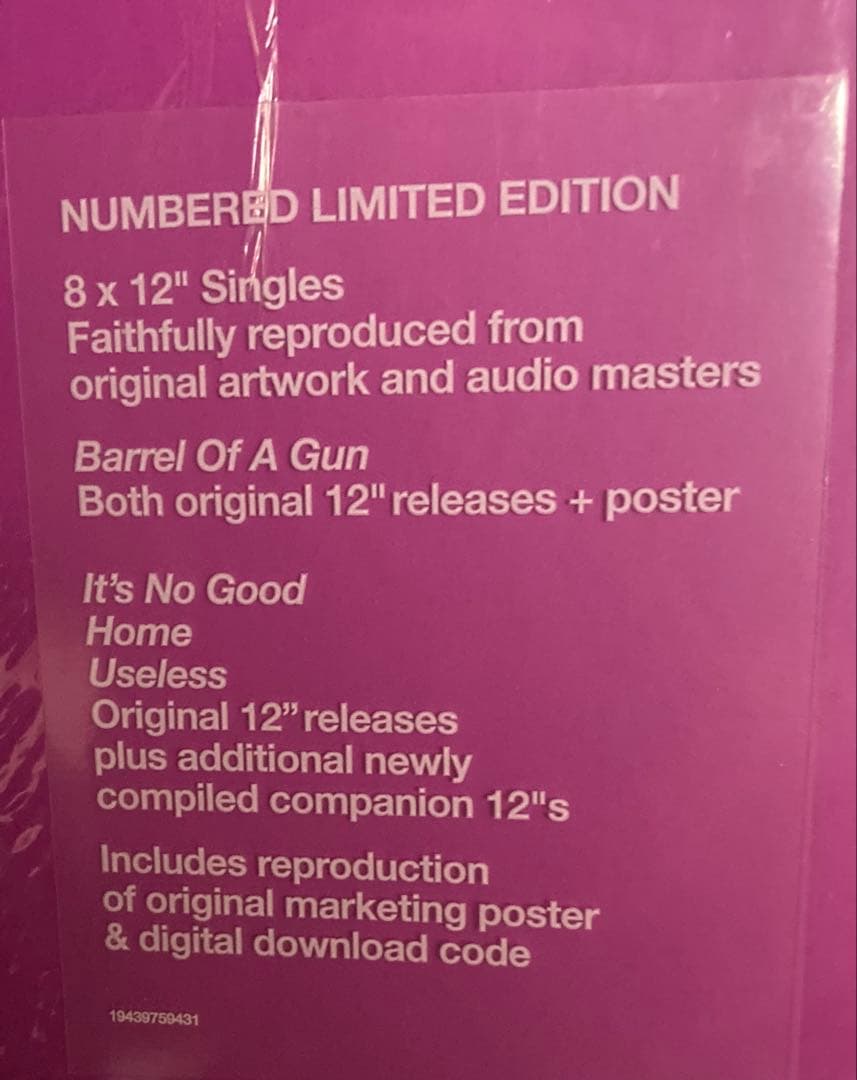 NUMBERED LIMITED EDITION
8 x 12" Singles
Faithfully reproduced from
original artwork and audio masters
Barrel Of A Gun
Both original 12" releases + poster
It's No Good
Home
Useless
Original 12” releases
plus additional newly
compiled companion 12"s
Includes reproduction
of original marketing poster
& digital download code
19439759431